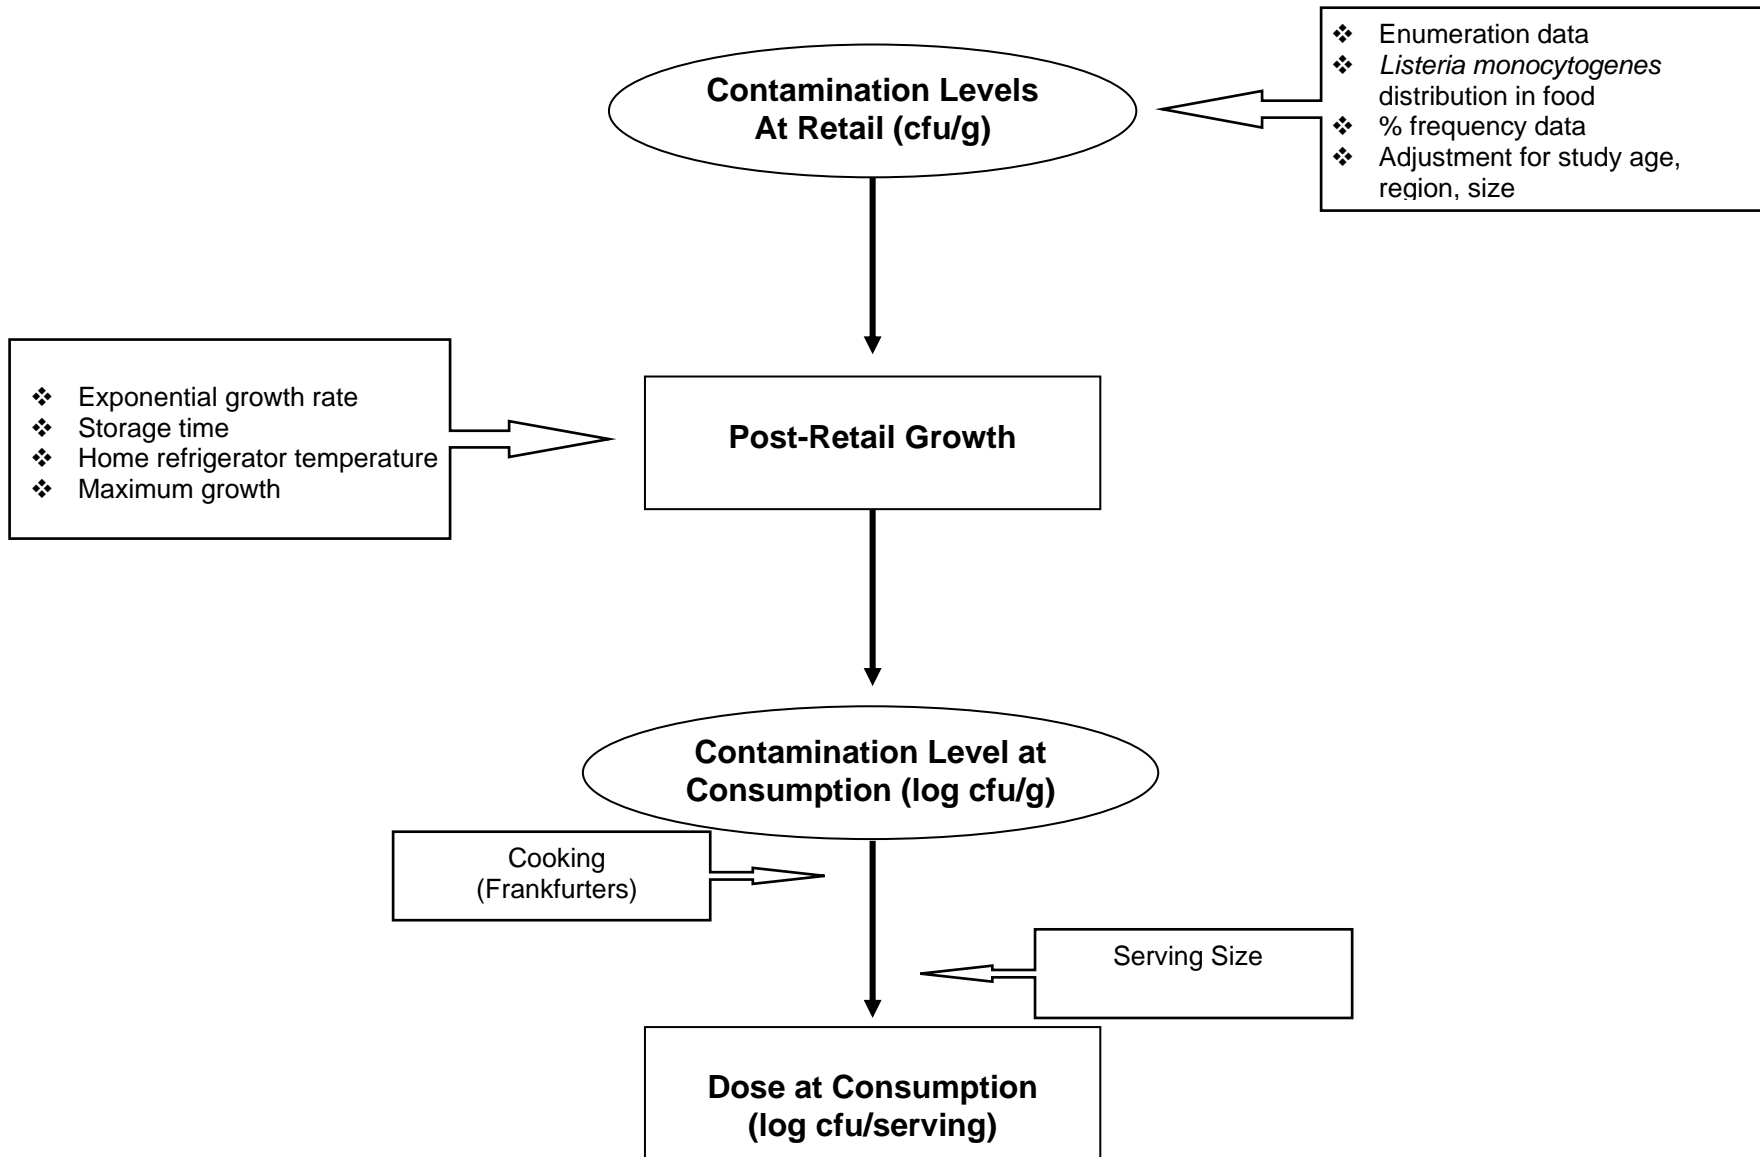 Contamination Levels
At Retail (cfu/g)
❖ Enumeration data
❖ Listeria monocytogenes
distribution in food
❖ % frequency data
❖ Adjustment for study age,
region, size
❖ Exponential growth rate
❖ Storage time
❖ Home refrigerator temperature
❖ Maximum growth
Post-Retail Growth
Contamination Level at
Consumption (log cfu/g)
Cooking
(Frankfurters)
Serving Size
Dose at Consumption
(log cfu/serving)